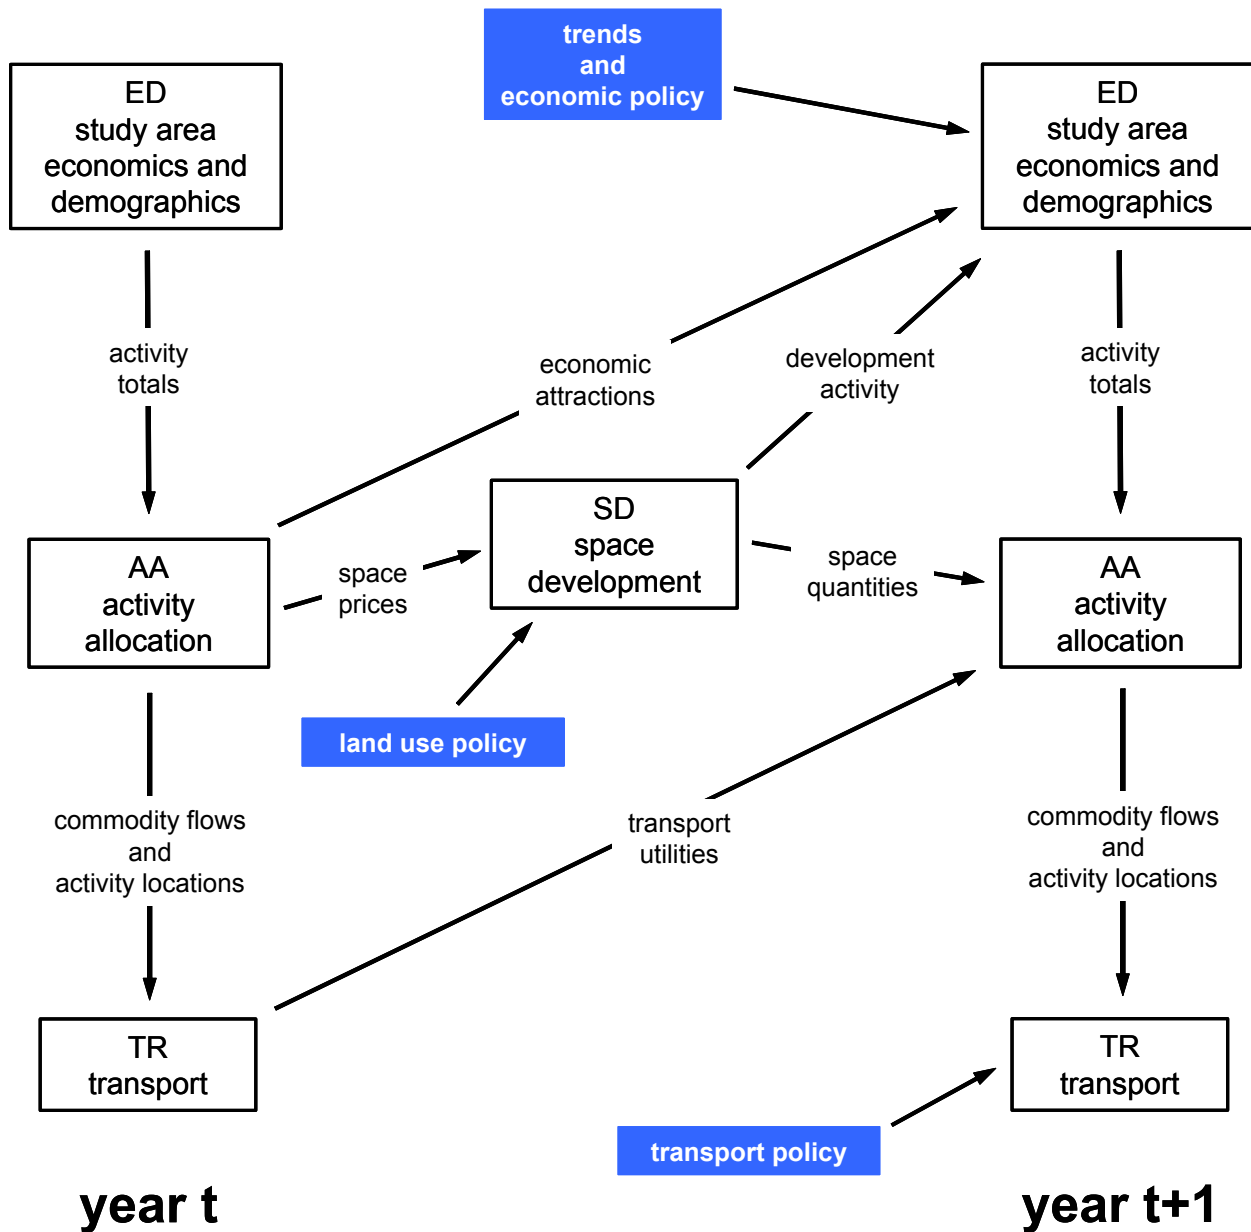 trends
and
economic policy
ED
study area
economics and
demographics
ED
study area
economics and
demographics
activity
totals
economic
attractions
development
activity
activity
totals
SD
space
development
AA
activity
allocation
space
prices
space
quantities
AA
activity
allocation
land use policy
commodity flows
and
activity locations
transport
utilities
commodity flows
and
activity locations
TR
transport
TR
transport
transport policy
year t
year t+1